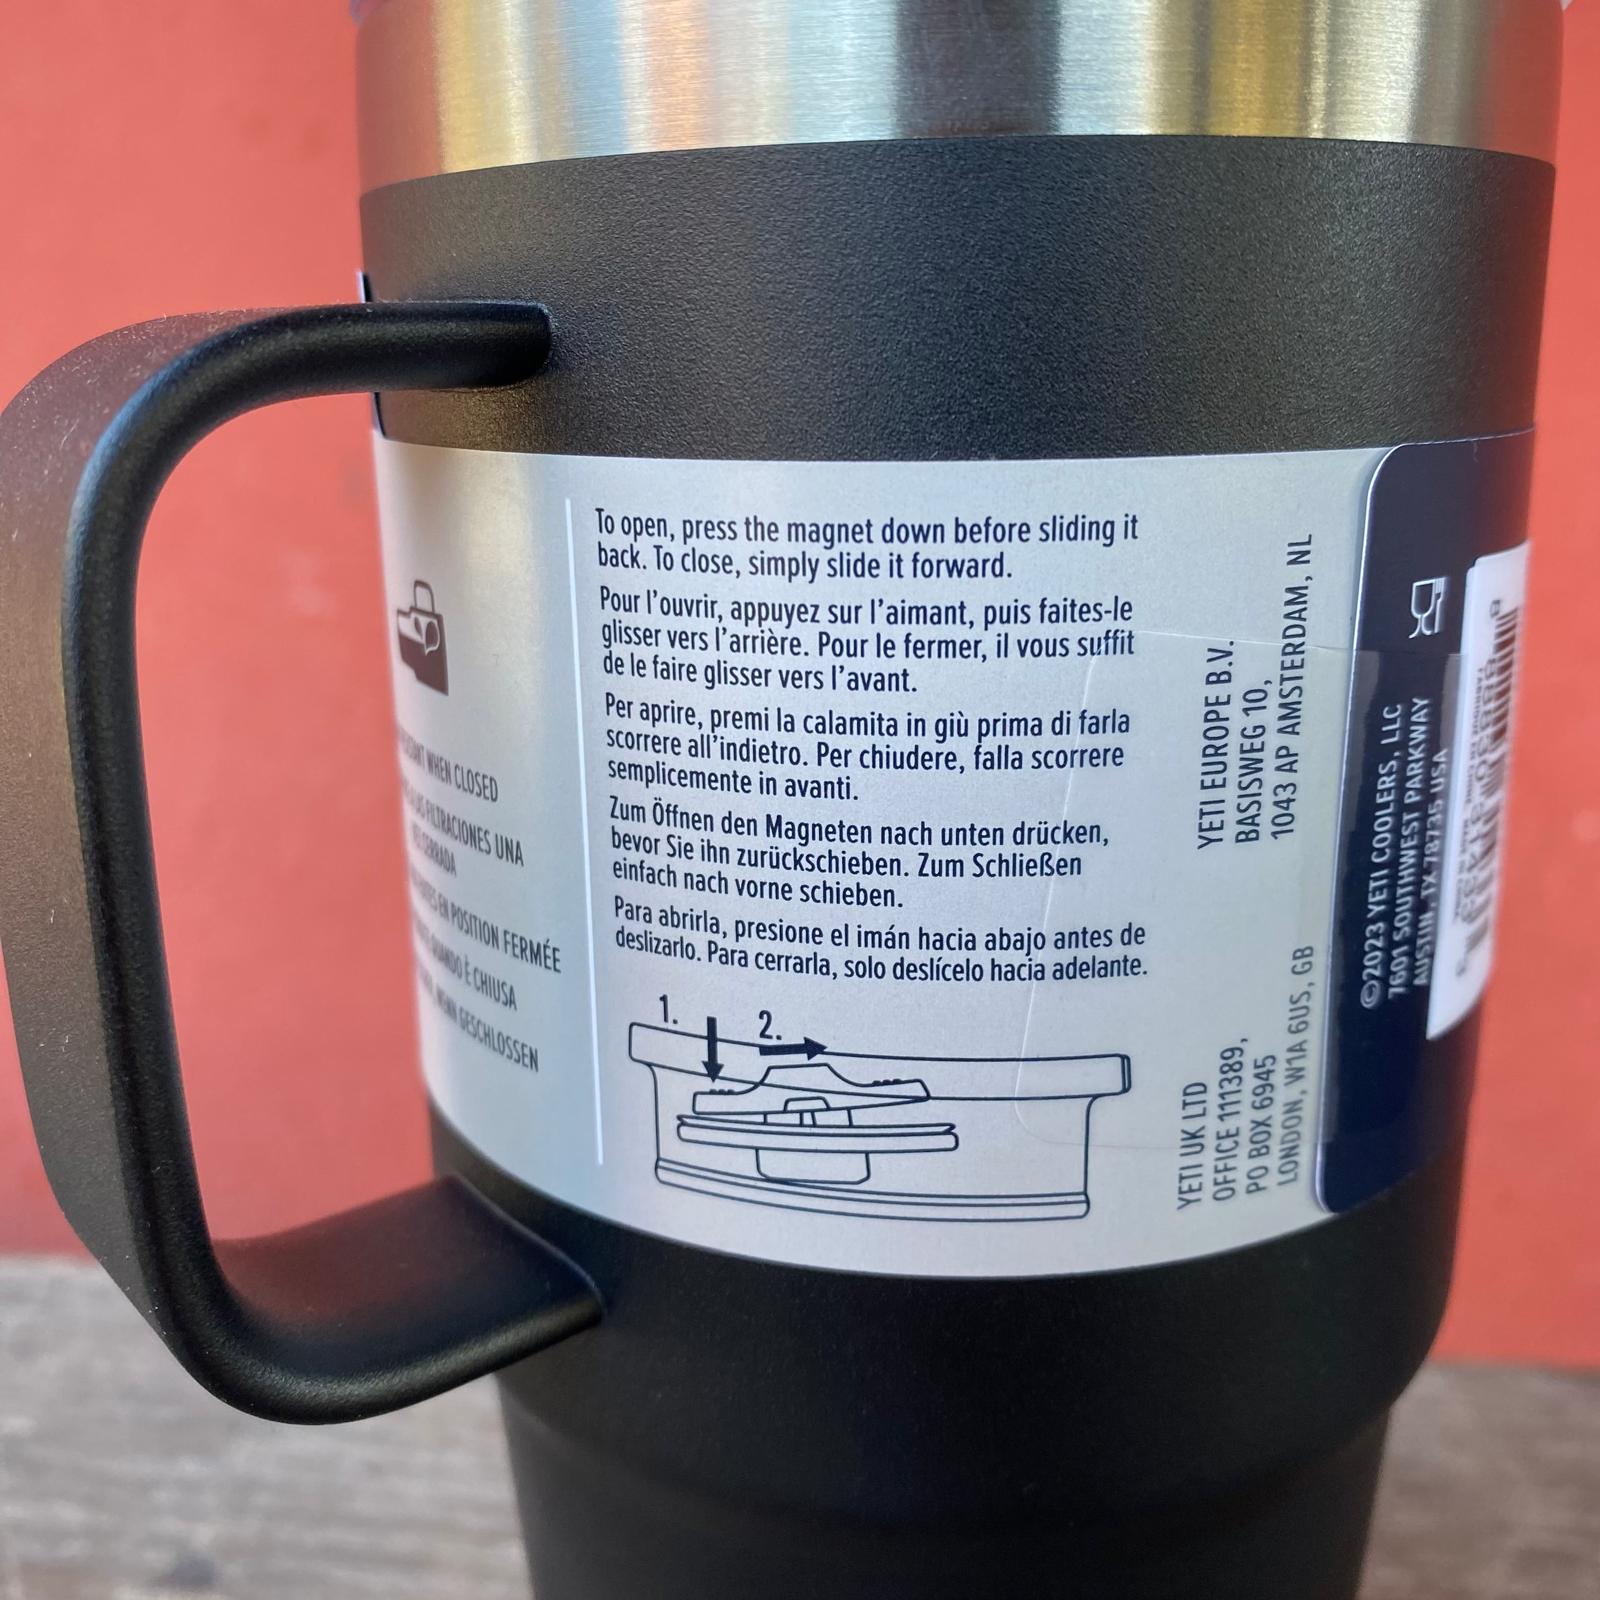 WHEN CLOSED
FILTRACIONES UNA
CERRADA
EN POSITION FERMÉE
QUANDO È CHIUSA
WENN GESCHLOSSEN
To open, press the magnet down before sliding it
back. To close, simply slide it forward.
Pour l’ouvrir, appuyez sur l’aimant, puis faites-le
glisser vers l’arrière. Pour le fermer, il vous suffit
de le faire glisser vers l’avant.
Per aprire, premi la calamita in giù prima di farla
scorrere all’indietro. Per chiudere, falla scorrere
semplicemente in avanti.
Zum Öffnen den Magneten nach unten drücken,
bevor Sie ihn zurückschieben. Zum Schließen
einfach nach vorne schieben.
Para abrirla, presione el imán hacia abajo antes de
deslizarlo. Para cerrarla, solo deslícelo hacia adelante.
1.
2.
YETI EUROPE B.V.
BASISWEG 10,
1043 AP AMSTERDAM, NL
YETI UK LTD
OFFICE 111389,
PO BOX 6945
LONDON, W1A 6US, GB
©2023 YETI COOLERS, LLC
7601 SOUTHWEST PARKWAY
AUSTIN, TX 78735 USA